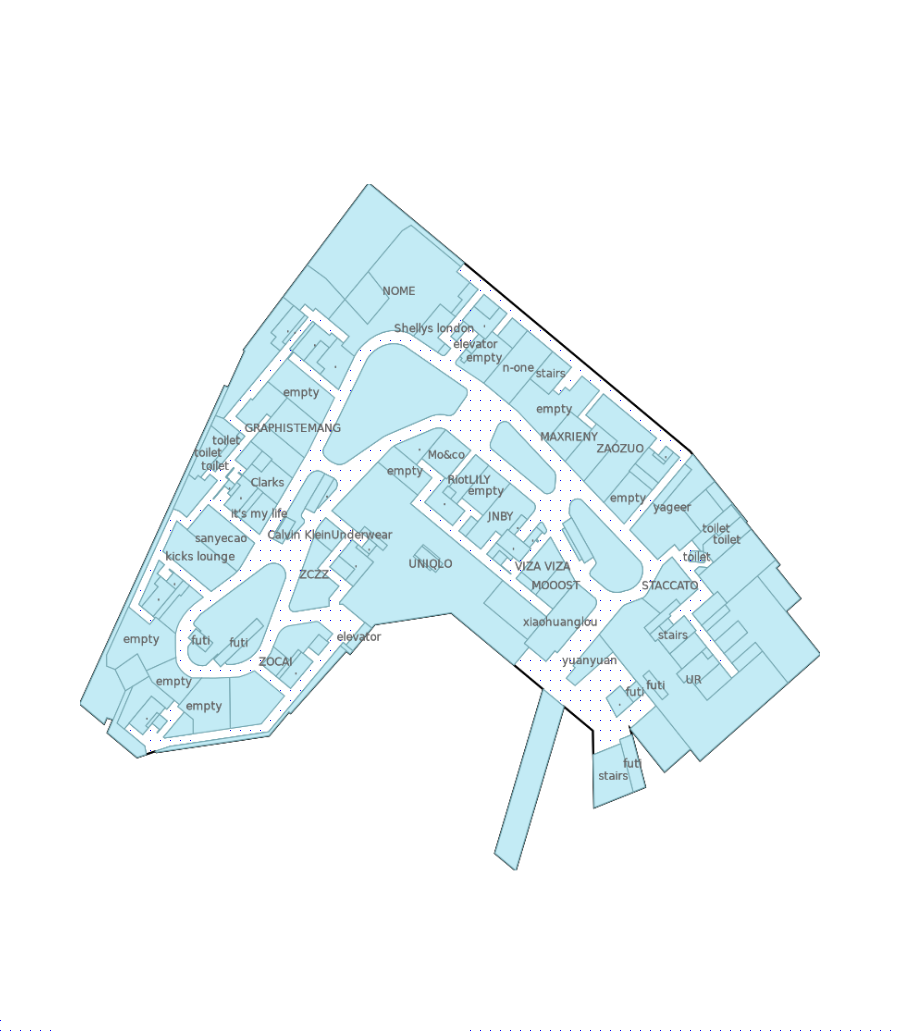 NOME
Shellys london
elevator
empty
n-one
stairs
empty
empty
GRAPHISTEMANG
MAXRIENY
ZAOZUO
toilet
toilet
toilet
Mo&co
empty
RiotLILY
empty
Clarks
empty
yageer
it's my life
JNBY
toilet
toilet
sanyecao
Calvin KleinUnderwear
kicks lounge
UNIQLO
toilet
VIZA VIZA
ZCZZ
MOOOST
STACCATO
xiaohuanglou
empty
futi
futi
elevator
stairs
ZOCAI
yuanyuan
empty
UR
futi
futi
empty
futi
stairs